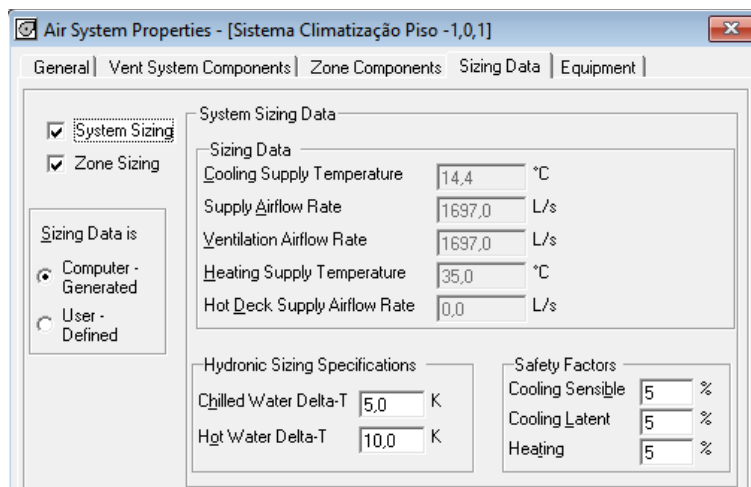 Air System Properties - [Sistema Climatização Piso -1,0,1]
General Vent System Components Zone Components Sizing Data Equipment
System Sizing
Zone Sizing
Sizing Data is
Computer -
Generated
User -
Defined
System Sizing Data
Sizing Data
Cooling Supply Temperature 14,4 °C
Supply Airflow Rate 1697,0 L/s
Ventilation Airflow Rate 1697,0 L/s
Heating Supply Temperature 35,0 °C
Hot Deck Supply Airflow Rate 0,0 L/s
Hydronic Sizing Specifications
Chilled Water Delta-T 5,0 K
Hot Water Delta-T 10,0 K
Safety Factors
Cooling Sensible 5 %
Cooling Latent 5 %
Heating 5 %